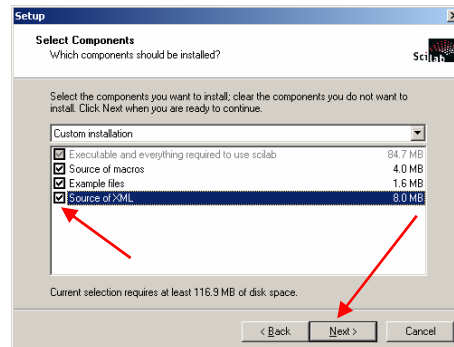 Setup
Select Components
Which components should be installed?
Scilab
Select the components you want to install; clear the components you do not want to
install. Click Next when you are ready to continue.
Custom installation
Executable and everything required to use scilab 84.7 MB
Source of macros 4.0 MB
Example files 1.6 MB
Source of XML 8.0 MB
Current selection requires at least 116.9 MB of disk space.
< Back Next > Cancel